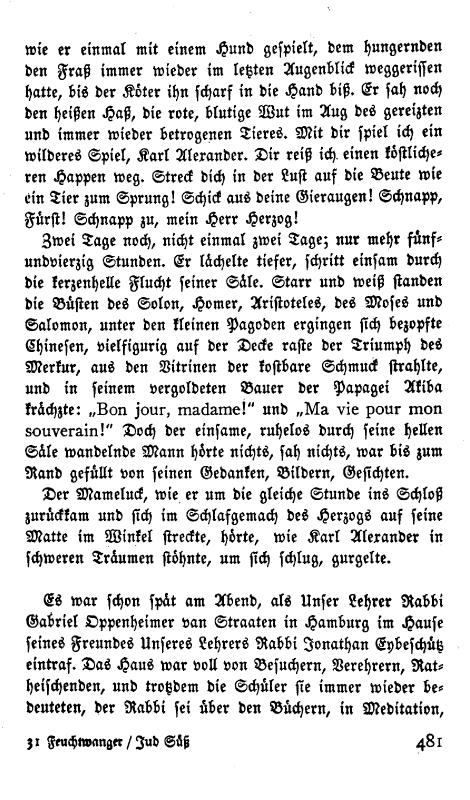 wie er einmal mit einem Hund gespielt, dem hungernden
den Fraß immer wieder im letzten Augenblick weggerissen
hatte, bis der Köter ihn scharf in die Hand biß. Er sah noch
den heißen Haß, die rote, blutige Wut im Aug des gereizten
und immer wieder betrogenen Tieres. Mit dir spiel ich ein
wilderes Spiel, Karl Alexander. Dir reiß ich einen köstliche-
ren Happen weg. Streck dich in der Lust auf die Beute wie
ein Tier zum Sprung! Schick aus deine Gieraugen! Schnapp,
Fürst! Schnapp zu, mein Herr Herzog!
Zwei Tage noch, nicht einmal zwei Tage; nur mehr fünf-
undvierzig Stunden. Er lächelte tiefer, schritt einsam durch
die kerzenhelle Flucht seiner Säle. Starr und weiß standen
die Büsten des Solon, Homer, Aristoteles, des Moses und
Salomon, unter den kleinen Pagoden ergingen sich bezopfte
Chinesen, vielfigurig auf der Decke raste der Triumph des
Merkur, aus den Vitrinen der kostbare Schmuck strahlte,
und in seinem vergoldeten Bauer der Papagei Akiba
krächzte: „Bon jour, madame!“ und „Ma vie pour mon
souverain!“ Doch der einsame, ruhelos durch seine hellen
Säle wandelnde Mann hörte nichts, sah nichts, war bis zum
Rand gefüllt von seinen Gedanken, Bildern, Gesichten.
Der Mameluck, wie er um die gleiche Stunde ins Schloß
zurückkam und sich im Schlafgemach des Herzogs auf seine
Matte im Winkel streckte, hörte, wie Karl Alexander in
schweren Träumen stöhnte, um sich schlug, gurgelte.
Es war schon spät am Abend, als Unser Lehrer Rabbi
Gabriel Oppenheimer van Straaten in Hamburg im Hause
seines Freundes Unseres Lehrers Rabbi Jonathan Eybeschütz
eintraf. Das Haus war voll von Besuchern, Verehrern, Rat-
heischenden, und trotzdem die Schüler sie immer wieder be-
deuteten, der Rabbi sei über den Büchern, in Meditation,
31 Feuchtwanger / Jud Süß
481